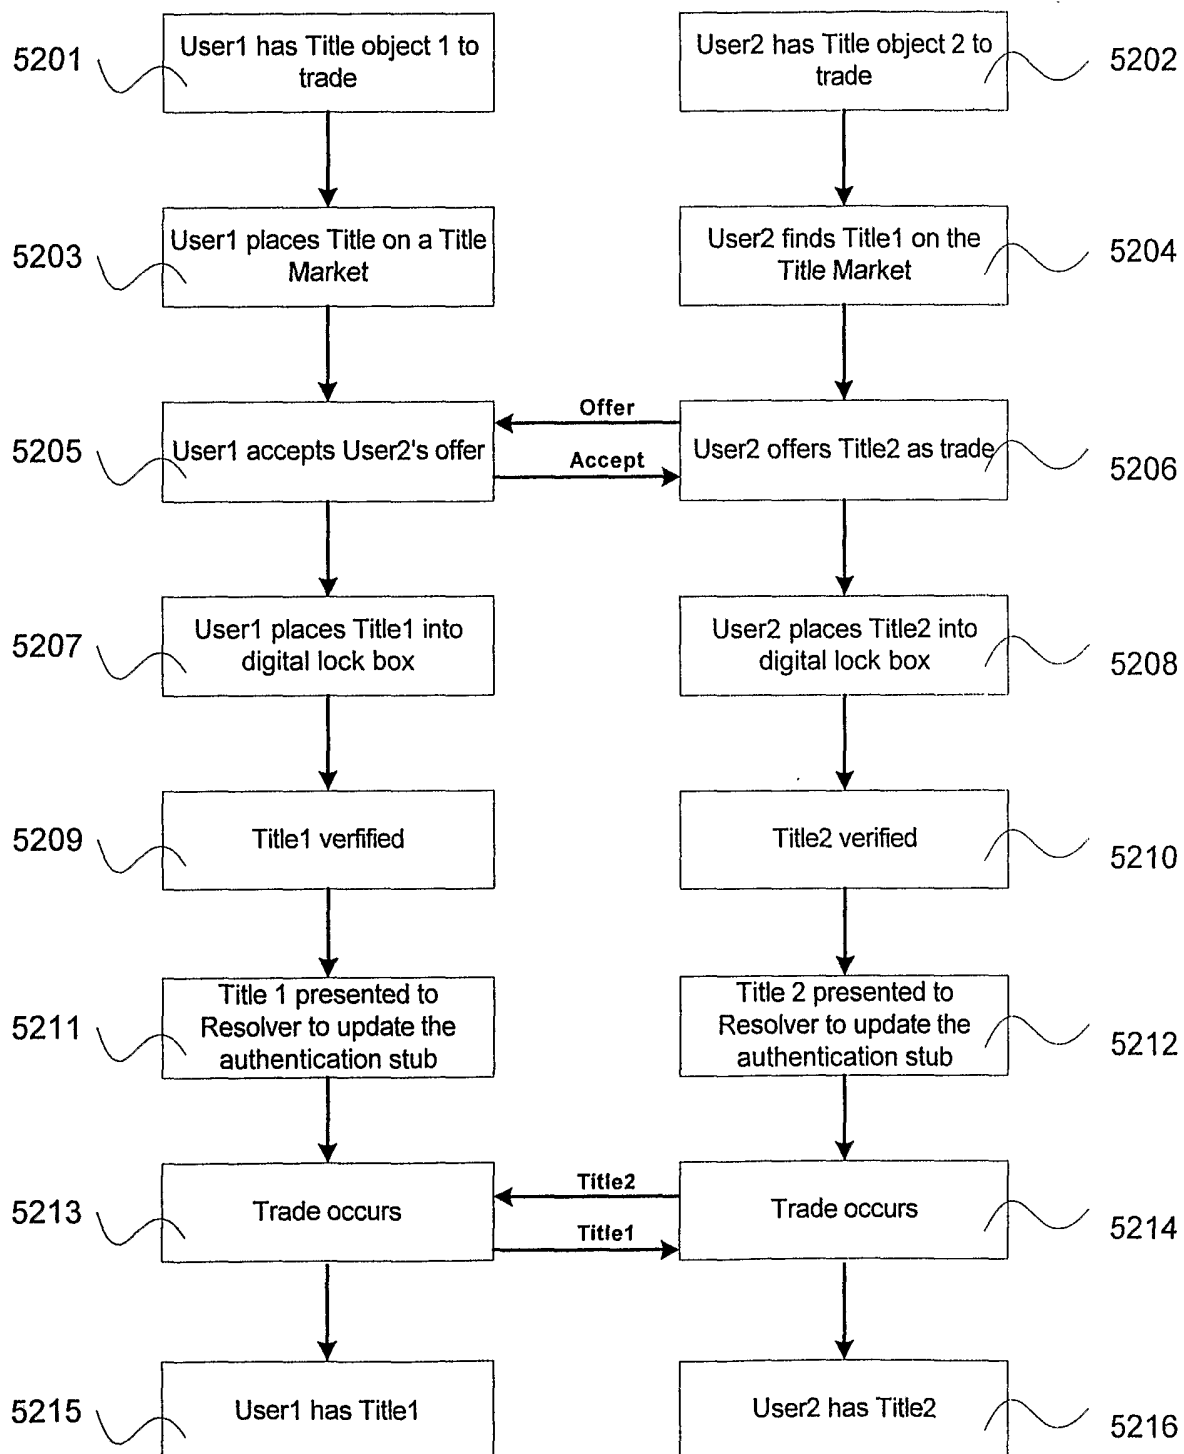 5201
User1 has Title object 1 to
trade
User2 has Title object 2 to
trade
5202
5203
User1 places Title on a Title
Market
User2 finds Title1 on the
Title Market
5204
5205
User1 accepts User2's offer
Offer
Accept
User2 offers Title2 as trade
5206
5207
User1 places Title1 into
digital lock box
User2 places Title2 into
digital lock box
5208
5209
Title1 verfified
Title2 verified
5210
5211
Title 1 presented to
Resolver to update the
authentication stub
Title 2 presented to
Resolver to update the
authentication stub
5212
5213
Trade occurs
Title2
Title1
Trade occurs
5214
5215
User1 has Title1
User2 has Title2
5216